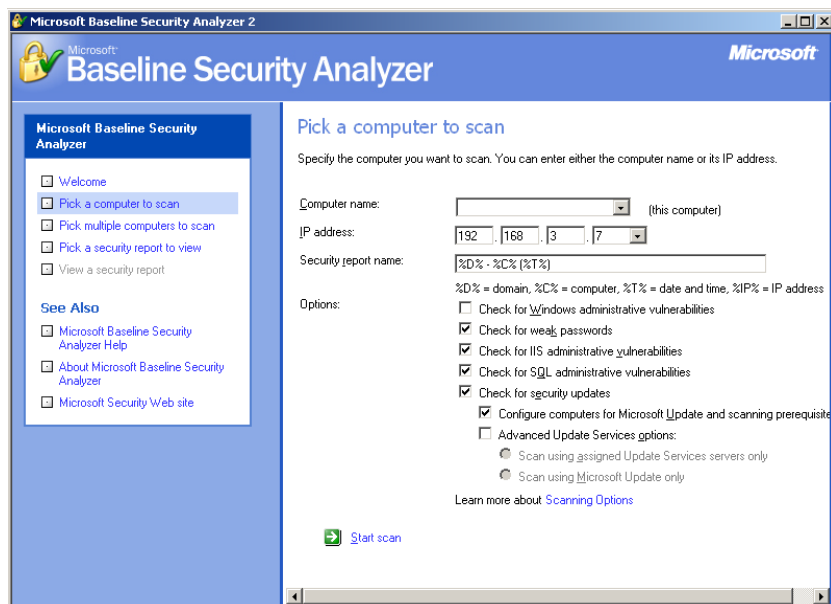 Microsoft Baseline Security Analyzer 2
Microsoft
Baseline Security Analyzer
Microsoft
Microsoft Baseline Security
Analyzer
Welcome
Pick a computer to scan
Pick multiple computers to scan
Pick a security report to view
View a security report
See Also
Microsoft Baseline Security
Analyzer Help
About Microsoft Baseline Security
Analyzer
Microsoft Security Web site
Pick a computer to scan
Specify the computer you want to scan. You can enter either the computer name or its IP address.
Computer name: (this computer)
IP address: 192 . 168 . 3 . 7
Security report name: %D% - %C% (%T%)
%D% = domain, %C% = computer, %T% = date and time, %IP% = IP address
Options: Check for Windows administrative vulnerabilities
Check for weak passwords
Check for IIS administrative vulnerabilities
Check for SQL administrative vulnerabilities
Check for security updates
Configure computers for Microsoft Update and scanning prerequisite
Advanced Update Services options:
Scan using assigned Update Services servers only
Scan using Microsoft Update only
Learn more about Scanning Options
Start scan